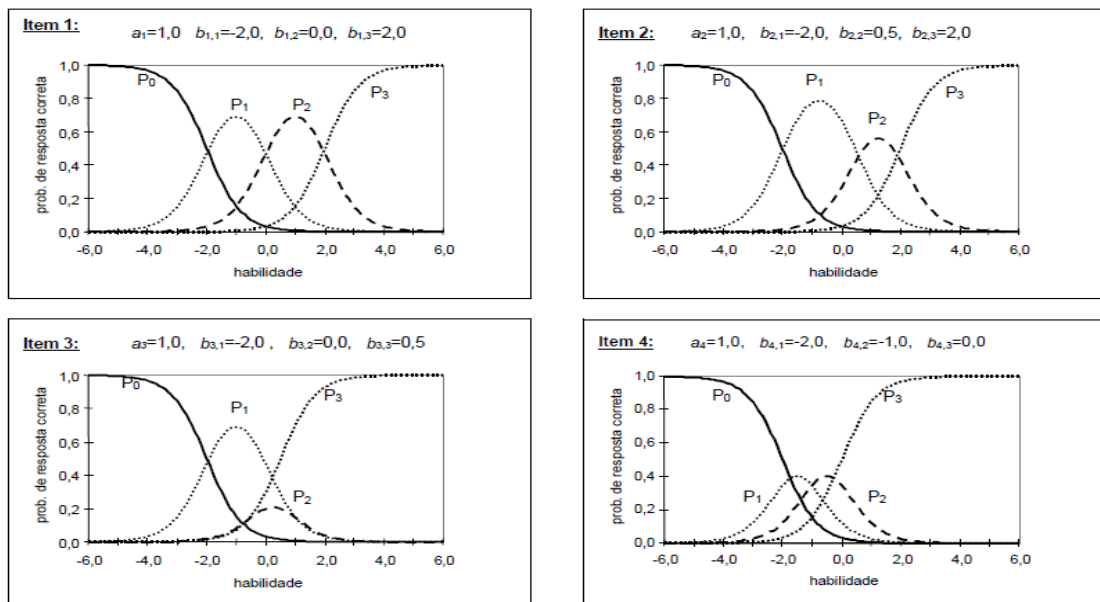 Item 1: a1=1,0, b1,1=-2,0, b1,2=0,0, b1,3=2,0
prob. de resposta correta
1,0
0,8
0,6
0,4
0,2
0,0
P0
P1
P2
P3
-6,0 -4,0 -2,0 0,0 2,0 4,0 6,0
habilidade
Item 2: a2=1,0, b2,1=-2,0, b2,2=0,5, b2,3=2,0
prob. de resposta correta
1,0
0,8
0,6
0,4
0,2
0,0
P0
P1
P2
P3
-6,0 -4,0 -2,0 0,0 2,0 4,0 6,0
habilidade
Item 3: a3=1,0, b3,1=-2,0 , b3,2=0,0, b3,3=0,5
prob. de resposta correta
1,0
0,8
0,6
0,4
0,2
0,0
P0
P1
P2
P3
-6,0 -4,0 -2,0 0,0 2,0 4,0 6,0
habilidade
Item 4: a4=1,0, b4,1=-2,0, b4,2=-1,0, b4,3=0,0
prob. de resposta correta
1,0
0,8
0,6
0,4
0,2
0,0
P0
P1
P2
P3
-6,0 -4,0 -2,0 0,0 2,0 4,0 6,0
habilidade